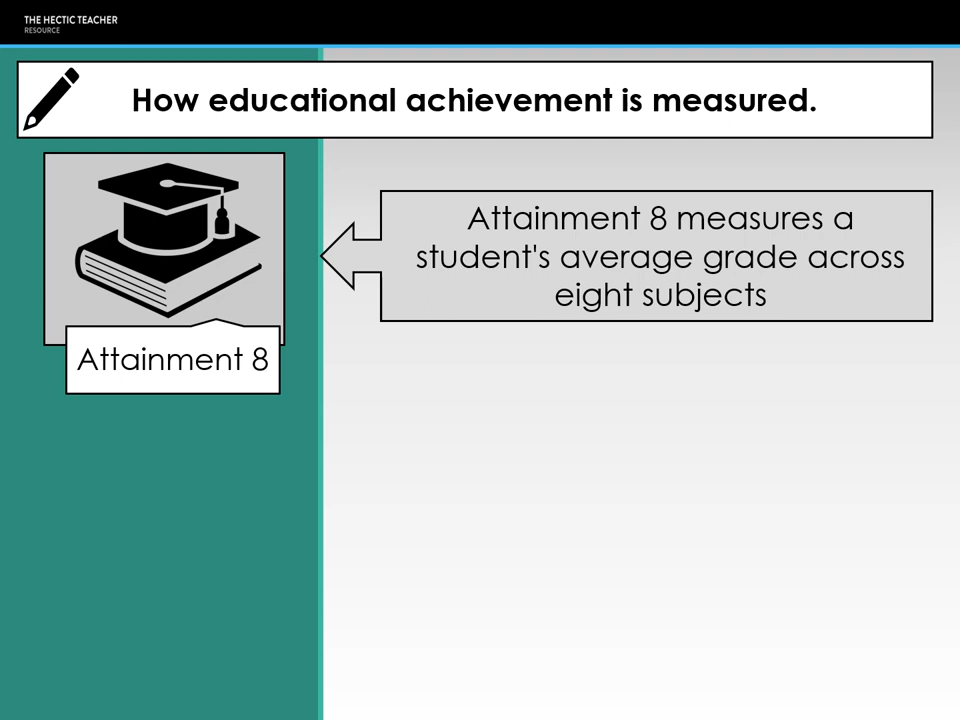 THE HECTIC TEACHER
RESOURCE
How educational achievement is measured.
Attainment 8 measures a
student's average grade across
eight subjects
Attainment 8